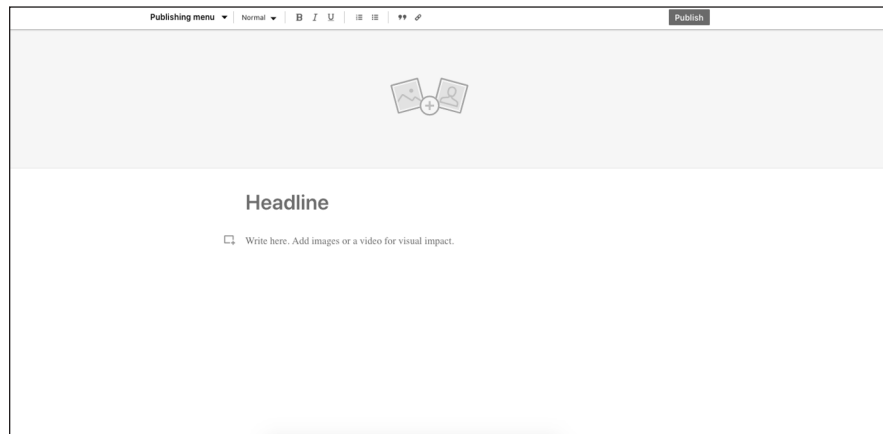 Publishing menu Normal B I U Publish
Headline
Write here. Add images or a video for visual impact.